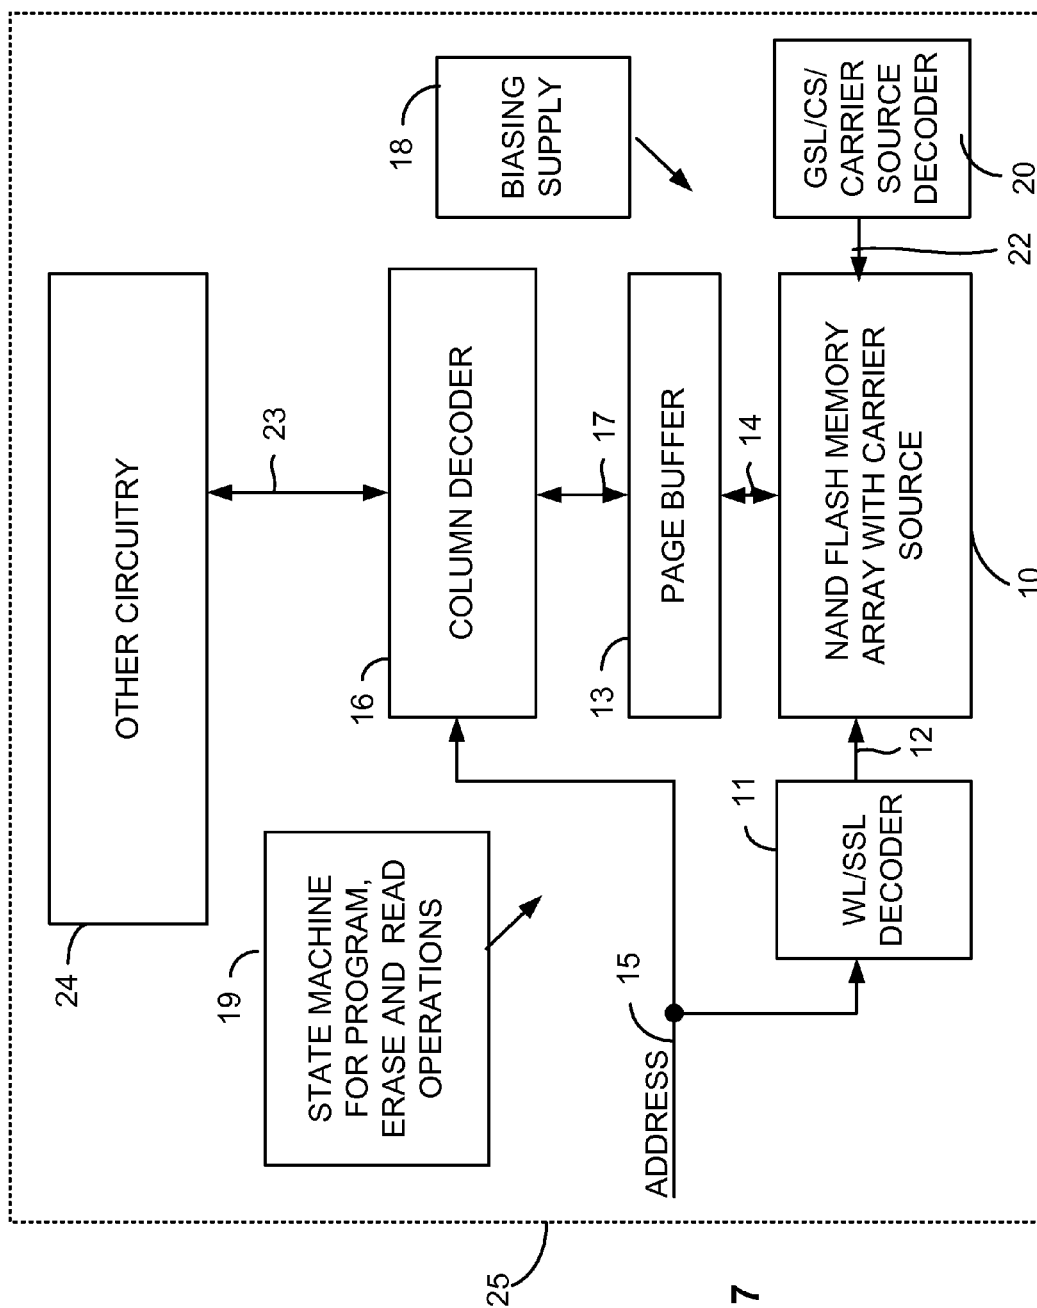 24
OTHER CIRCUITRY
23
19
STATE MACHINE
FOR PROGRAM,
ERASE AND READ
OPERATIONS
16
COLUMN DECODER
18
BIASING
SUPPLY
17
13
PAGE BUFFER
14
ADDRESS
15
11
WL/SSL
DECODER
12
NAND FLASH MEMORY
ARRAY WITH CARRIER
SOURCE
10
GSL/CS/
CARRIER
SOURCE
DECODER
20
22
25
7